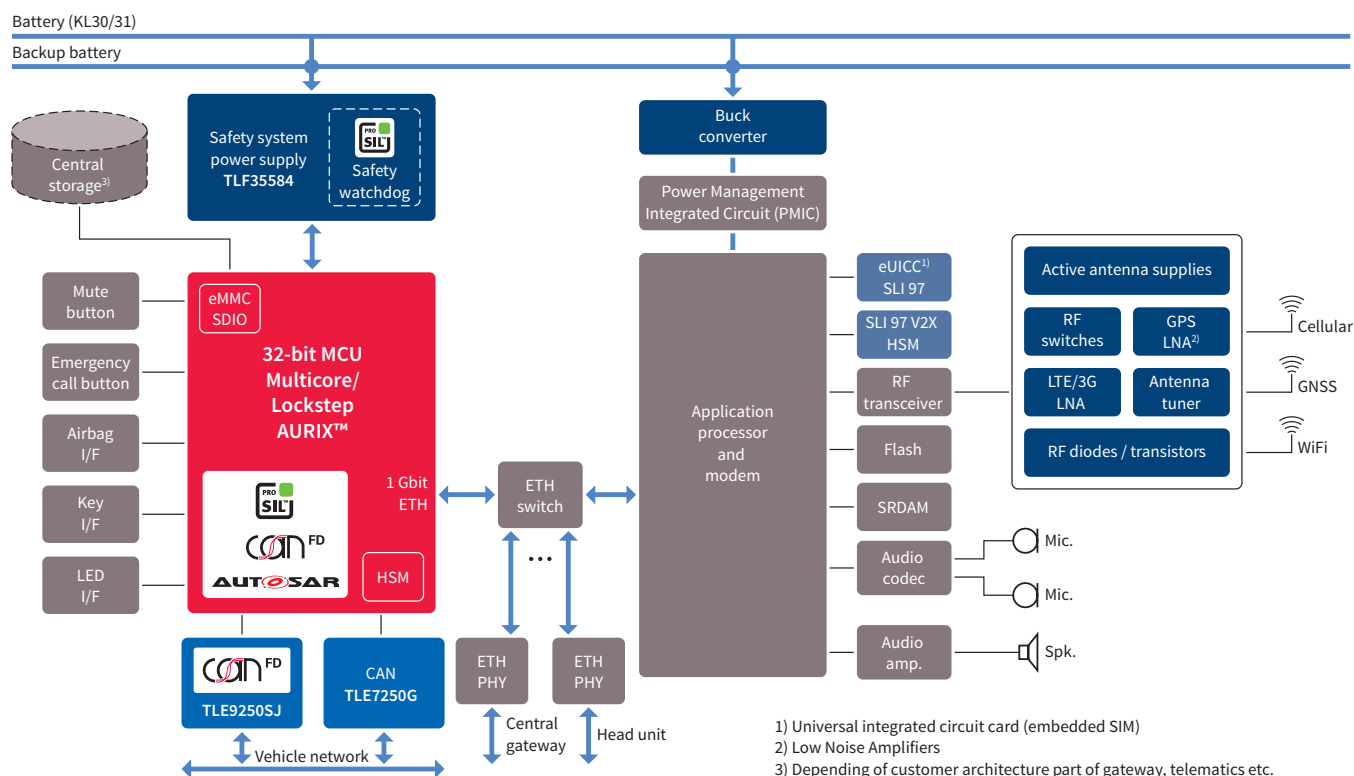 Battery (KL30/31)
Backup battery
Central
storage3)
Safety system
power supply
TLF35584
PRO
SIL™
Safety
watchdog
Buck
converter
Power Management
Integrated Circuit (PMIC)
Mute
button
Emergency
call button
Airbag
I/F
Key
I/F
LED
I/F
eMMC
SDIO
32-bit MCU
Multicore/
Lockstep
AURIX™
1 Gbit
ETH
PRO
SIL™
CAN FD
AUTOSAR
HSM
ETH
switch
...
Application
processor
and
modem
eUICC1)
SLI 97
SLI 97 V2X
HSM
RF
transceiver
Flash
SRDAM
Audio
codec
Audio
amp.
Mic.
Mic.
Spk.
Active antenna supplies
RF
switches
GPS
LNA2)
LTE/3G
LNA
Antenna
tuner
RF diodes / transistors
Cellular
GNSS
WiFi
CAN FD
TLE9250SJ
CAN
TLE7250G
ETH
PHY
ETH
PHY
Vehicle network
Central
gateway
Head unit
1) Universal integrated circuit card (embedded SIM)
2) Low Noise Amplifiers
3) Depending of customer architecture part of gateway, telematics etc.